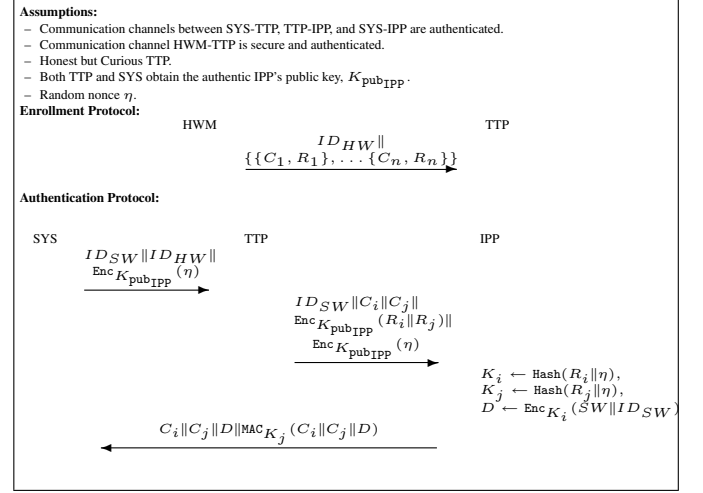 Assumptions:
– Communication channels between SYS-TTP, TTP-IPP, and SYS-IPP are authenticated.
– Communication channel HWM-TTP is secure and authenticated.
– Honest but Curious TTP.
– Both TTP and SYS obtain the authentic IPP's public key, K_pub_IPP.
– Random nonce η.
Enrollment Protocol:
HWM TTP
ID_HW‖
{{C_1, R_1}, . . . {C_n, R_n}}
Authentication Protocol:
SYS TTP IPP
ID_SW‖ID_HW‖
Enc_K_pub_IPP(η)
ID_SW‖C_i‖C_j‖
Enc_K_pub_IPP(R_i‖R_j)‖
Enc_K_pub_IPP(η)
K_i ← Hash(R_i‖η),
K_j ← Hash(R_j‖η),
D ← Enc_K_i(SW‖ID_SW)
C_i‖C_j‖D‖MAC_K_j(C_i‖C_j‖D)